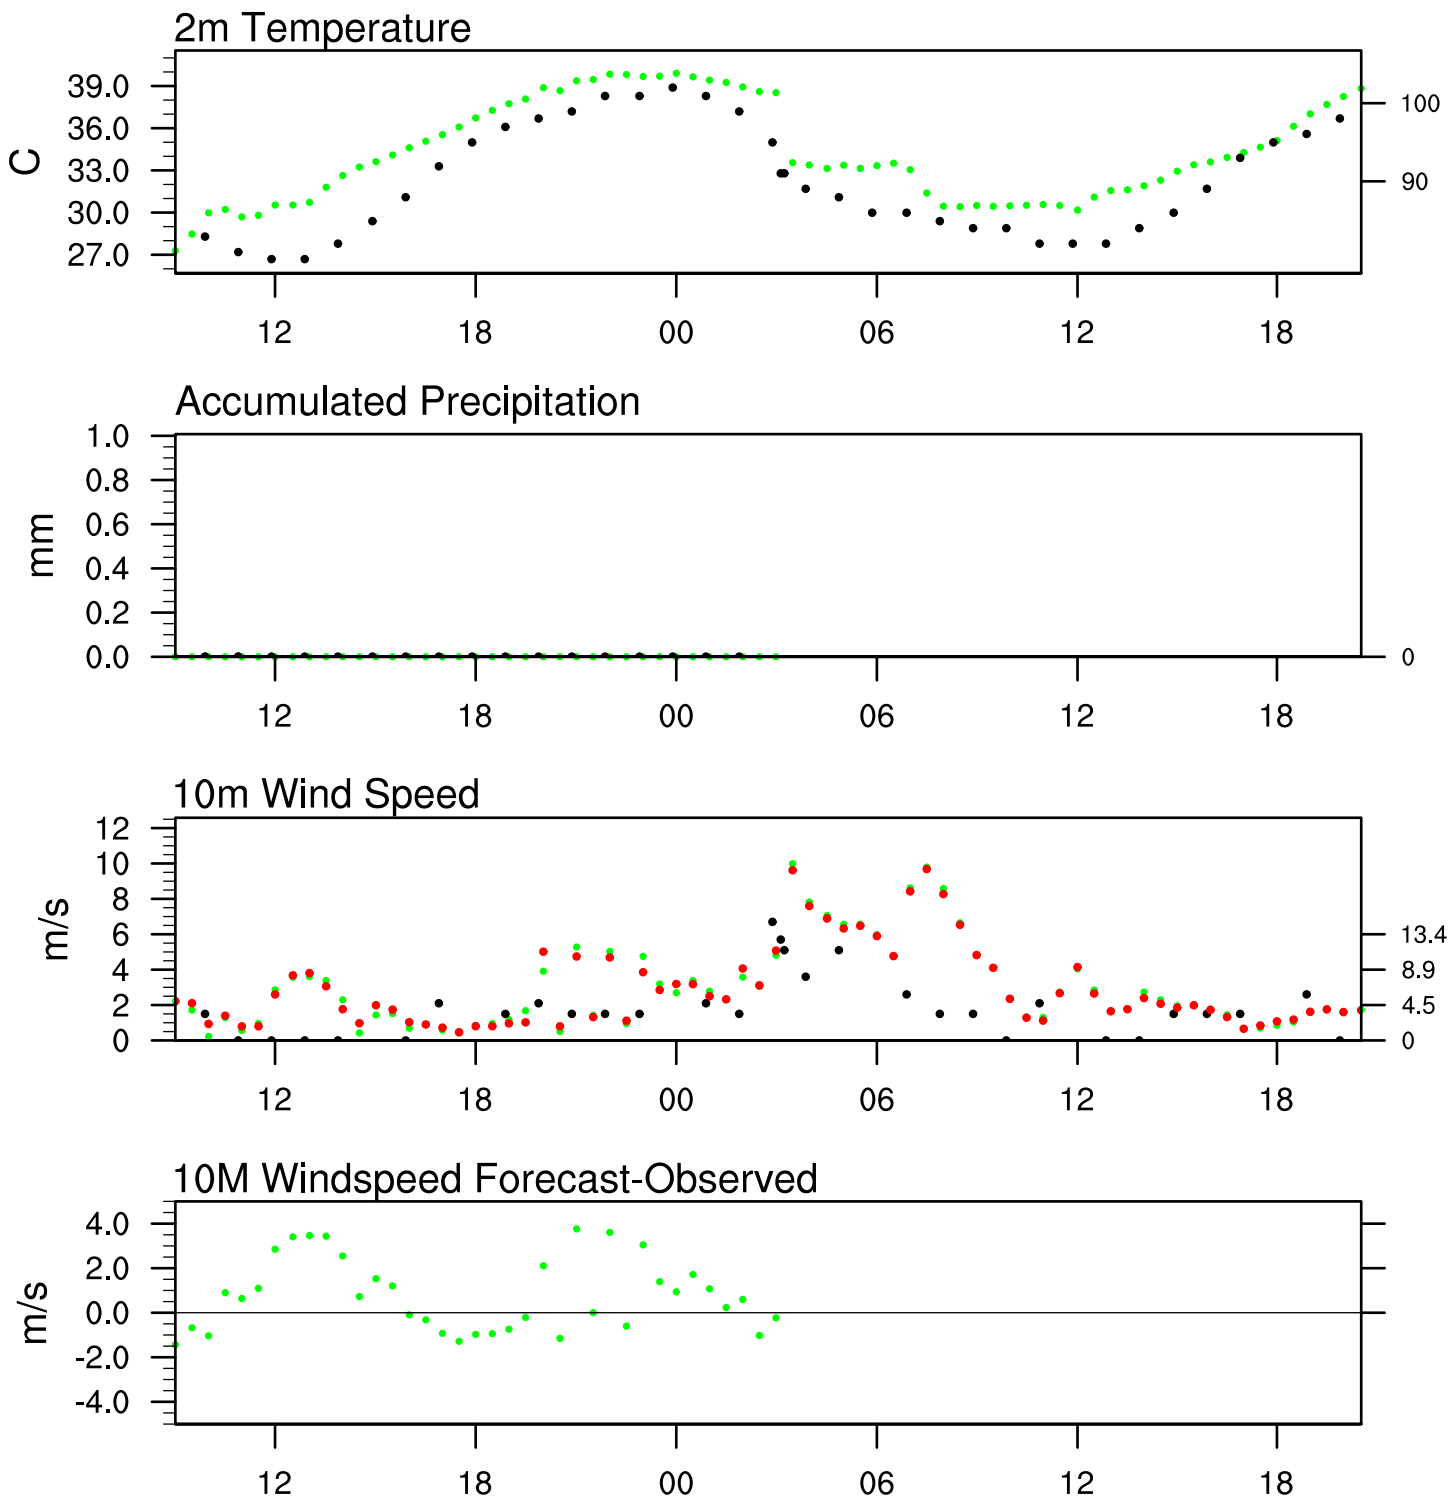 2m Temperature
39.0
36.0
33.0
30.0
27.0
C
100
90
12 18 00 06 12 18
Accumulated Precipitation
1.0
0.8
0.6
0.4
0.2
0.0
mm
0
12 18 00 06 12 18
10m Wind Speed
12
10
8
6
4
2
0
m/s
13.4
8.9
4.5
0
12 18 00 06 12 18
10M Windspeed Forecast-Observed
4.0
2.0
0.0
-2.0
-4.0
m/s
12 18 00 06 12 18